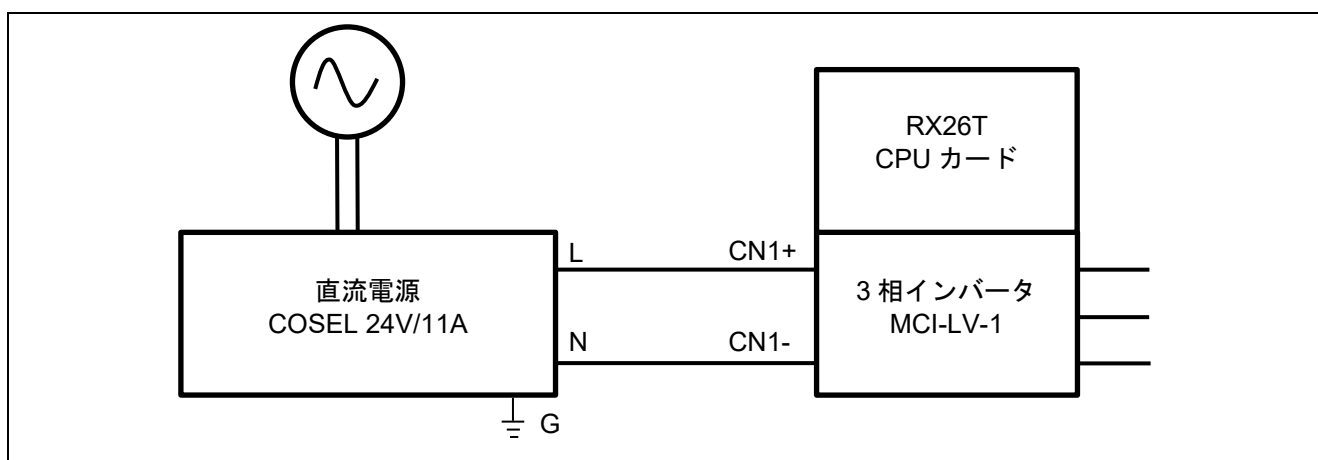 RX26T
CPU カード
L
CN1+
直流電源
COSEL 24V/11A
3 相インバータ
MCI-LV-1
N
CN1-
G